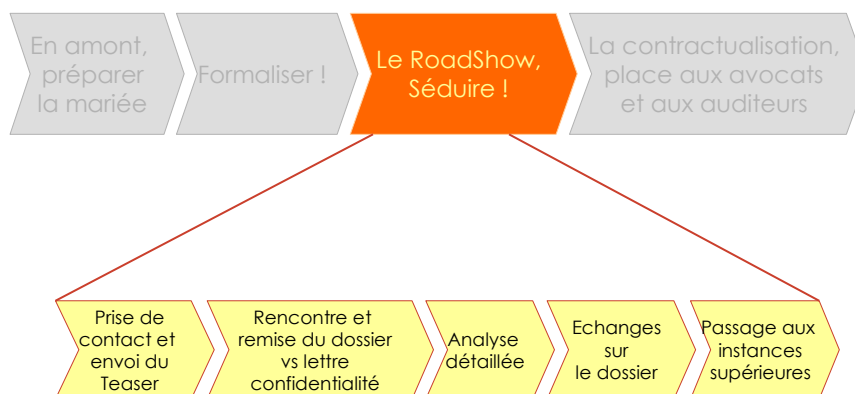 En amont,
préparer
la mariée
Formaliser !
Le RoadShow,
Séduire !
La contractualisation,
place aux avocats
et aux auditeurs
Prise de
contact et
envoi du
Teaser
Rencontre et
remise du dossier
vs lettre
confidentialité
Analyse
détaillée
Echanges
sur
le dossier
Passage aux
instances
supérieures